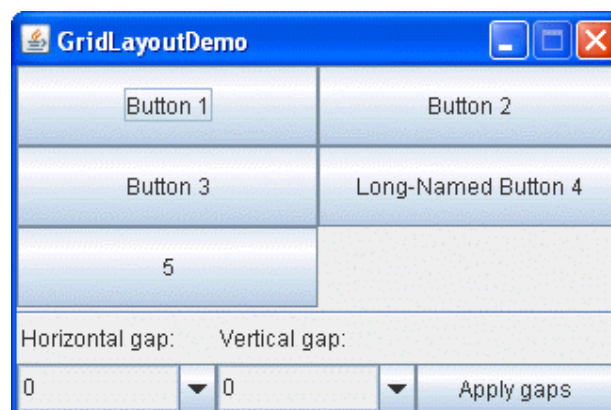 GridLayoutDemo
Button 1 Button 2
Button 3 Long-Named Button 4
5
Horizontal gap: Vertical gap:
0 0 Apply gaps